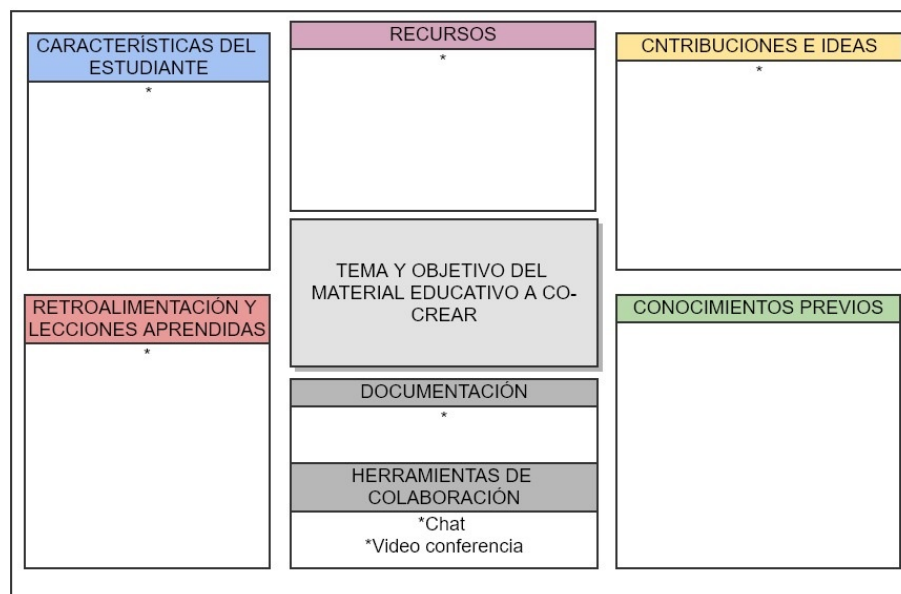 CARACTERÍSTICAS DEL
ESTUDIANTE
*
RECURSOS
*
CNTRIBUCIONES E IDEAS
*
TEMA Y OBJETIVO DEL
MATERIAL EDUCATIVO A CO-
CREAR
RETROALIMENTACIÓN Y
LECCIONES APRENDIDAS
*
DOCUMENTACIÓN
*
HERRAMIENTAS DE
COLABORACIÓN
*Chat
*Video conferencia
CONOCIMIENTOS PREVIOS